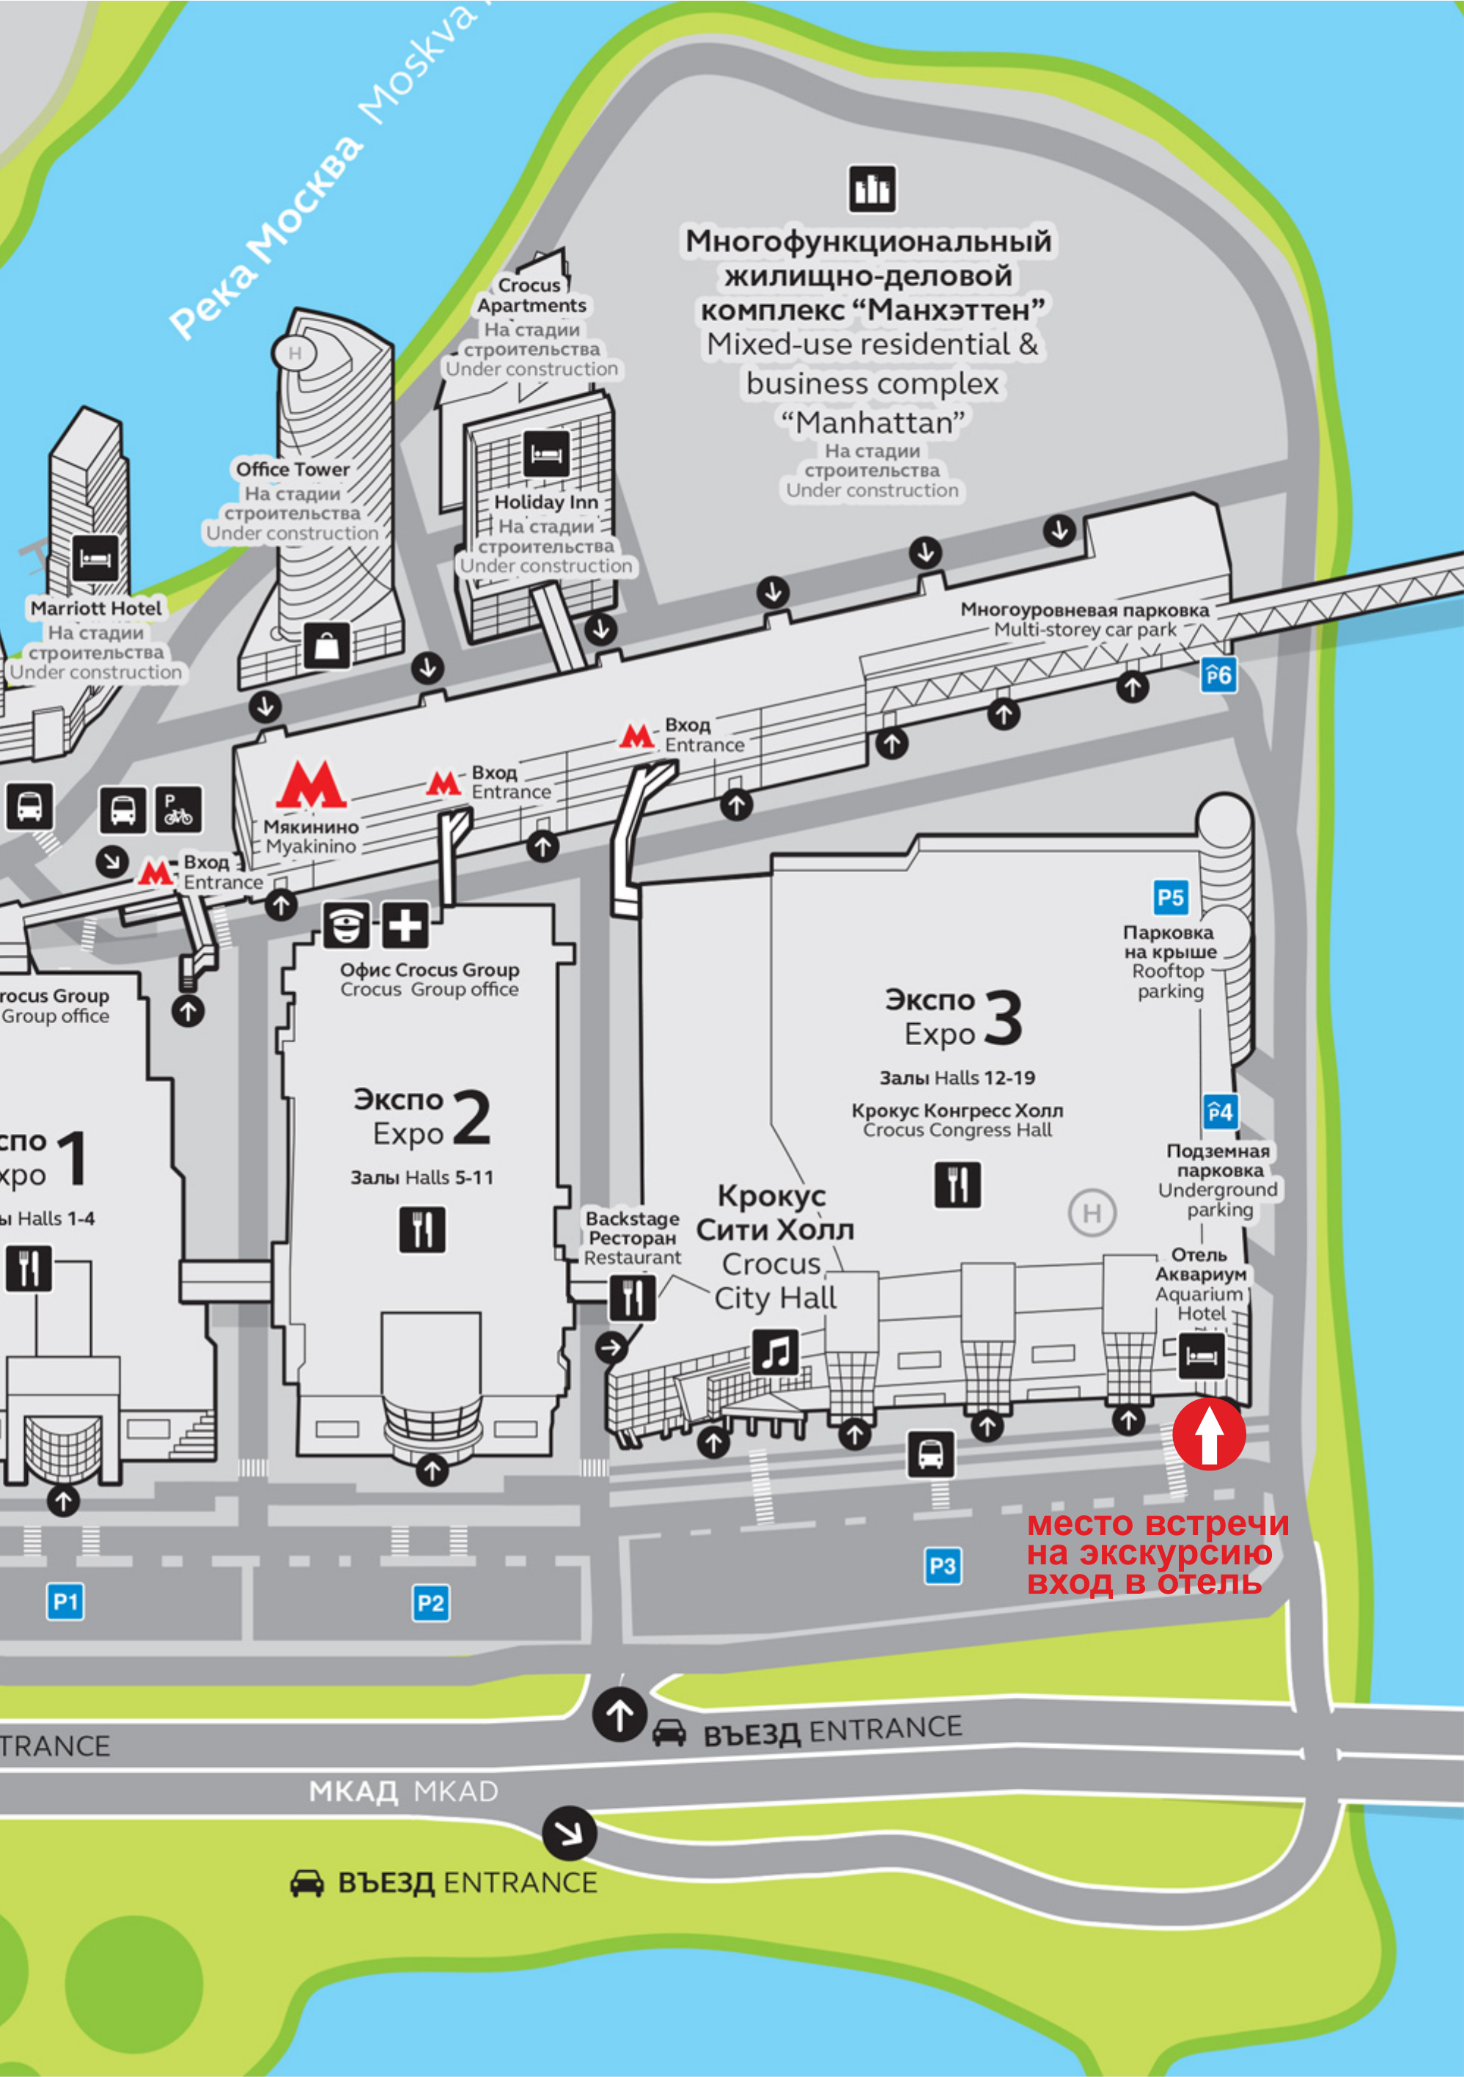 Река Москва Moskva
Многофункциональный
жилищно-деловой
комплекс “Манхэттен”
Mixed-use residential &
business complex
“Manhattan”
На стадии
строительства
Under construction
Crocus
Apartments
На стадии
строительства
Under construction
H
Office Tower
На стадии
строительства
Under construction
Holiday Inn
На стадии
строительства
Under construction
Marriott Hotel
На стадии
строительства
Under construction
Многоуровневая парковка
Multi-storey car park
P6
Вход
Entrance
Вход
Entrance
Мякинино
Myakinino
P
Вход
Entrance
P5
Парковка
на крыше
Rooftop
parking
Офис Crocus Group
Crocus Group office
rocus Group
Group office
Экспо
Expo 3
Залы Halls 12-19
Крокус Конгресс Холл
Crocus Congress Hall
Экспо
Expo 2
Залы Halls 5-11
спо
xpo 1
ы Halls 1-4
P4
Подземная
парковка
Underground
parking
H
Backstage
Ресторан
Restaurant
Крокус
Сити Холл
Crocus
City Hall
Отель
Аквариум
Aquarium
Hotel
место встречи
на экскурсию
вход в отель
P1
P2
P3
TRANCE
ВЪЕЗД ENTRANCE
МКАД MKAD
ВЪЕЗД ENTRANCE